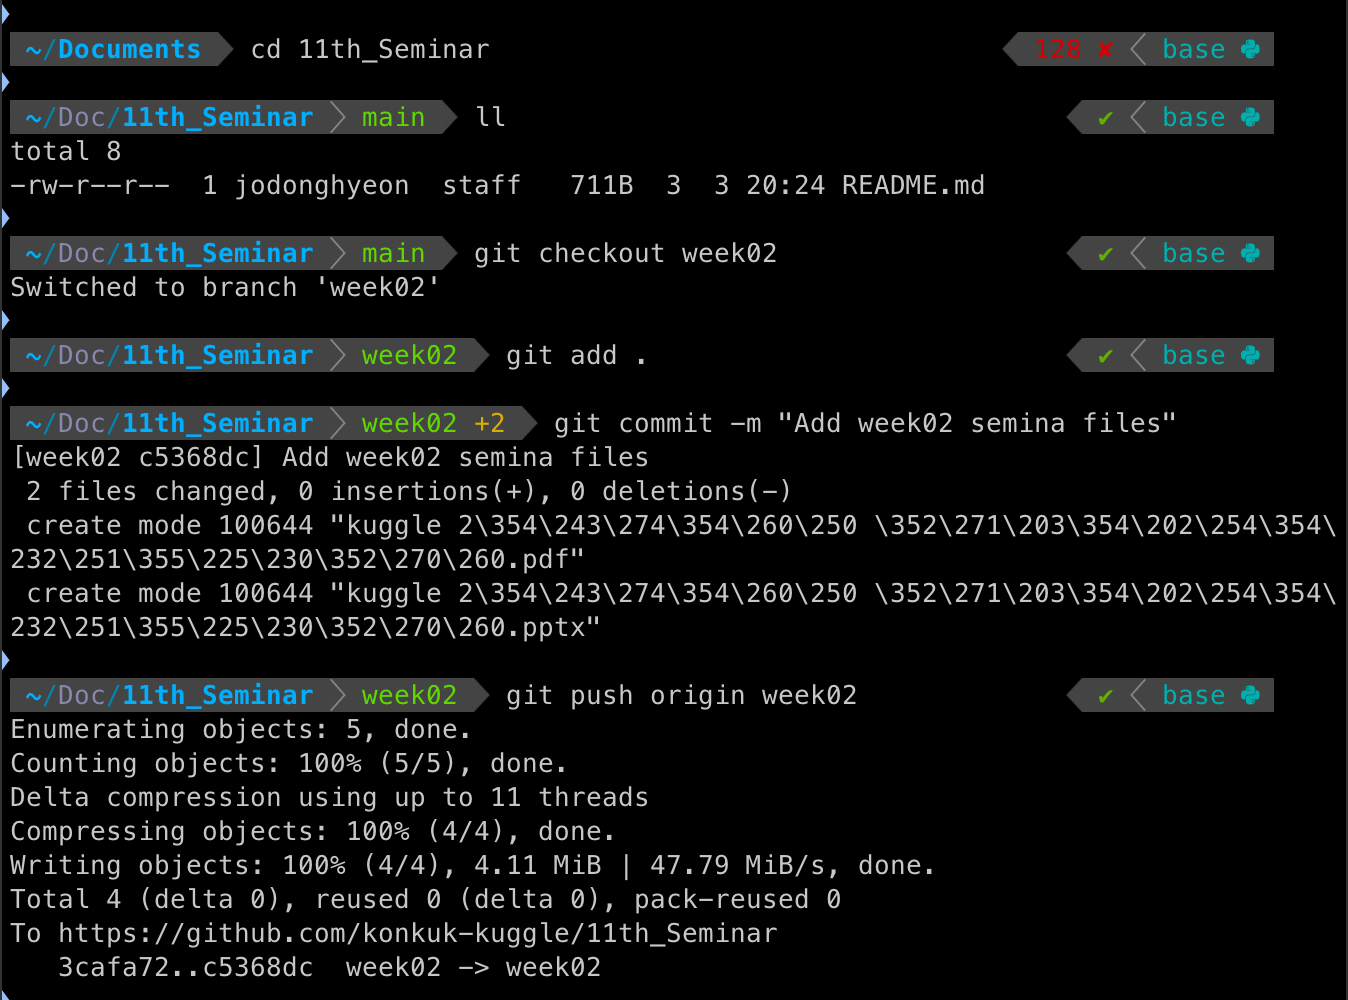 ~/Documents cd 11th_Seminar 128 ✘ base
~/Doc/11th_Seminar main ll ✔ base
total 8
-rw-r--r--  1 jodonghyeon  staff   711B  3  3 20:24 README.md
~/Doc/11th_Seminar main git checkout week02 ✔ base
Switched to branch 'week02'
~/Doc/11th_Seminar week02 git add . ✔ base
~/Doc/11th_Seminar week02 +2 git commit -m "Add week02 semina files"
[week02 c5368dc] Add week02 semina files
 2 files changed, 0 insertions(+), 0 deletions(-)
 create mode 100644 "kuggle 2\354\243\274\354\260\250 \352\271\203\354\202\254\354\
232\251\355\225\230\352\270\260.pdf"
 create mode 100644 "kuggle 2\354\243\274\354\260\250 \352\271\203\354\202\254\354\
232\251\355\225\230\352\270\260.pptx"
~/Doc/11th_Seminar week02 git push origin week02 ✔ base
Enumerating objects: 5, done.
Counting objects: 100% (5/5), done.
Delta compression using up to 11 threads
Compressing objects: 100% (4/4), done.
Writing objects: 100% (4/4), 4.11 MiB | 47.79 MiB/s, done.
Total 4 (delta 0), reused 0 (delta 0), pack-reused 0
To https://github.com/konkuk-kuggle/11th_Seminar
   3cafa72..c5368dc  week02 -> week02